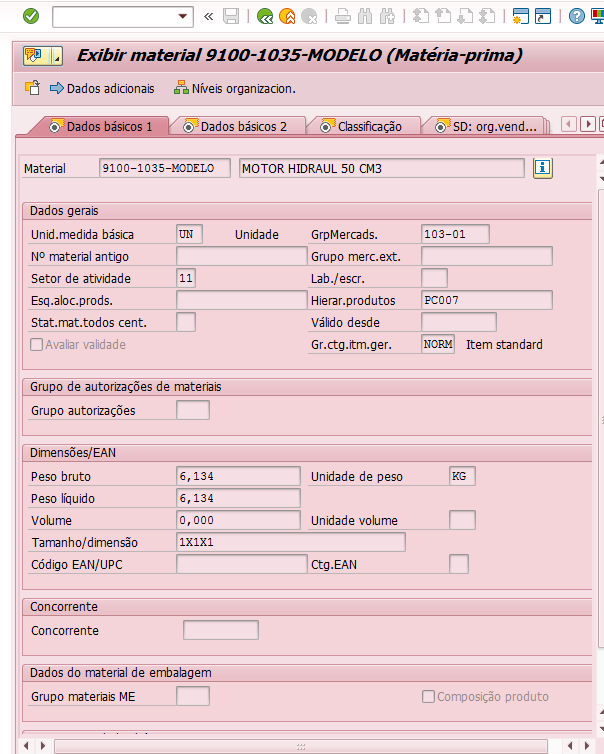 Exibir material 9100-1035-MODELO (Matéria-prima)
Dados adicionais Níveis organizacion.
Dados básicos 1 Dados básicos 2 Classificação SD: org.vend...
Material 9100-1035-MODELO MOTOR HIDRAUL 50 CM3
Dados gerais
Unid.medida básica UN Unidade GrpMercads. 103-01
Nº material antigo Grupo merc.ext.
Setor de atividade 11 Lab./escr.
Esq.aloc.prods. Hierar.produtos PC007
Stat.mat.todos cent. Válido desde
Avaliar validade Gr.ctg.itm.ger. NORM Item standard
Grupo de autorizações de materiais
Grupo autorizações
Dimensões/EAN
Peso bruto 6,134 Unidade de peso KG
Peso líquido 6,134
Volume 0,000 Unidade volume
Tamanho/dimensão 1X1X1
Código EAN/UPC Ctg.EAN
Concorrente
Concorrente
Dados do material de embalagem
Grupo materiais ME Composição produto